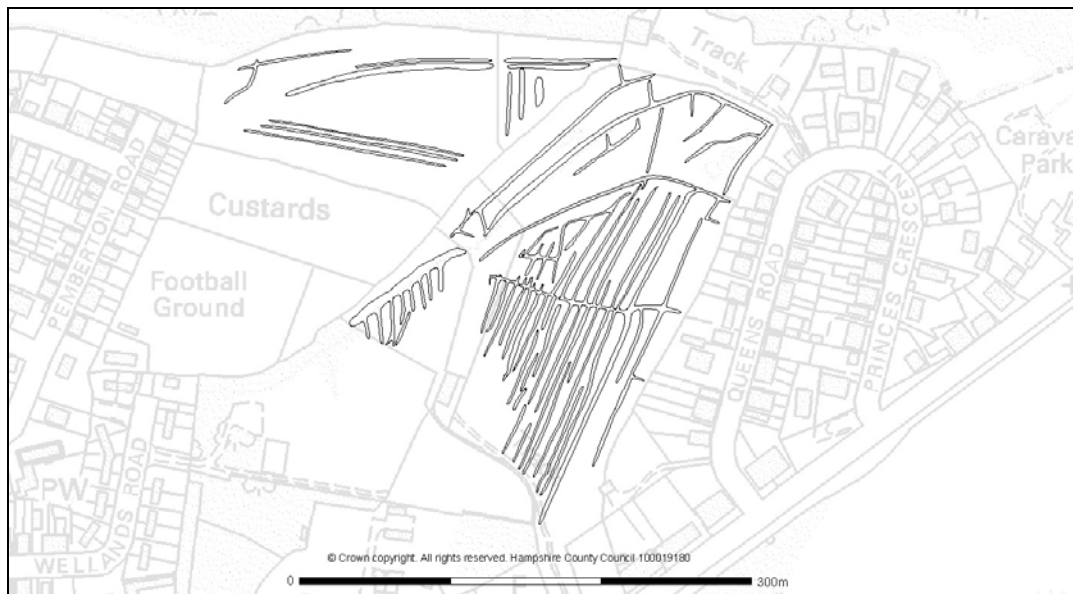 Track
Carava
Park
PEMBERTON ROAD
Custards
Football
Ground
QUEENS ROAD
PRINCES CRESCENT
PW
WELLANDS ROAD
© Crown copyright. All rights reserved. Hampshire County Council 100019180
0
300m